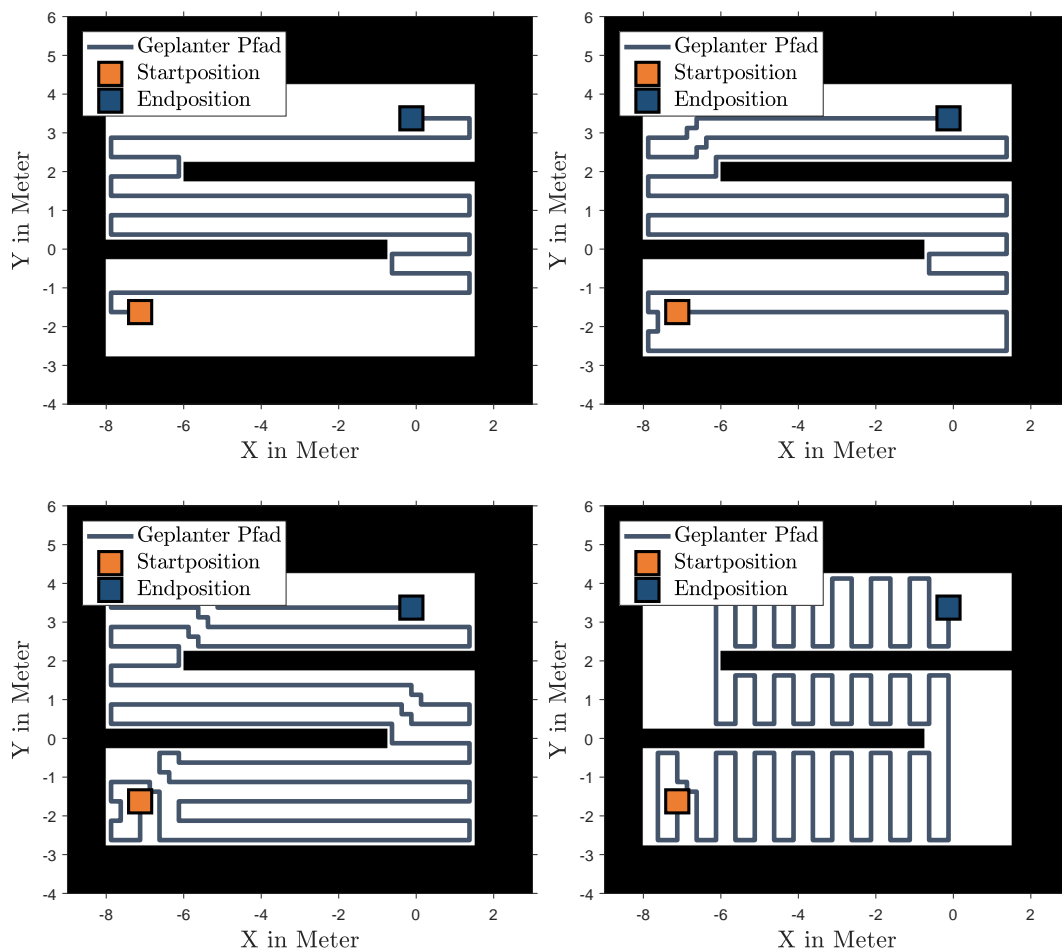 6
5
4
3
2
1
0
-1
-2
-3
-4
Y in Meter
Geplanter Pfad
Startposition
Endposition
-8 -6 -4 -2 0 2
X in Meter
6
5
4
3
2
1
0
-1
-2
-3
-4
Y in Meter
Geplanter Pfad
Startposition
Endposition
-8 -6 -4 -2 0 2
X in Meter
6
5
4
3
2
1
0
-1
-2
-3
-4
Y in Meter
Geplanter Pfad
Startposition
Endposition
-8 -6 -4 -2 0 2
X in Meter
6
5
4
3
2
1
0
-1
-2
-3
-4
Y in Meter
Geplanter Pfad
Startposition
Endposition
-8 -6 -4 -2 0 2
X in Meter